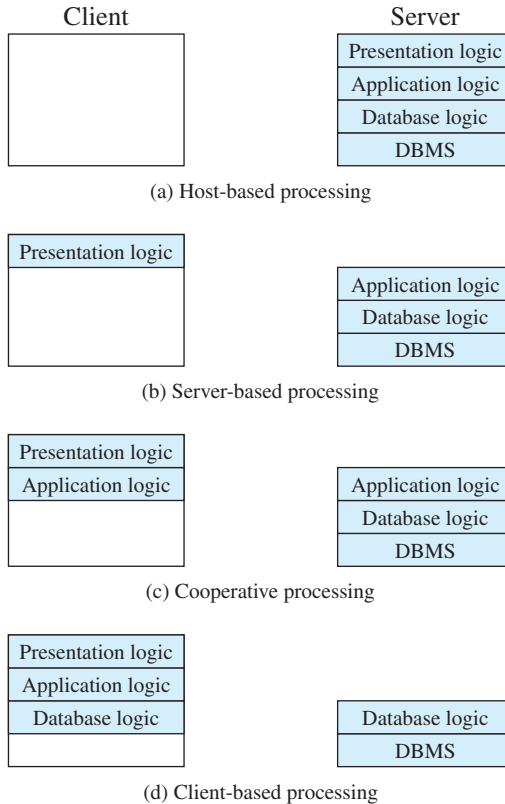 Client
Server
Presentation logic
Application logic
Database logic
DBMS
(a) Host-based processing
Presentation logic
Application logic
Database logic
DBMS
(b) Server-based processing
Presentation logic
Application logic
Application logic
Database logic
DBMS
(c) Cooperative processing
Presentation logic
Application logic
Database logic
Database logic
DBMS
(d) Client-based processing